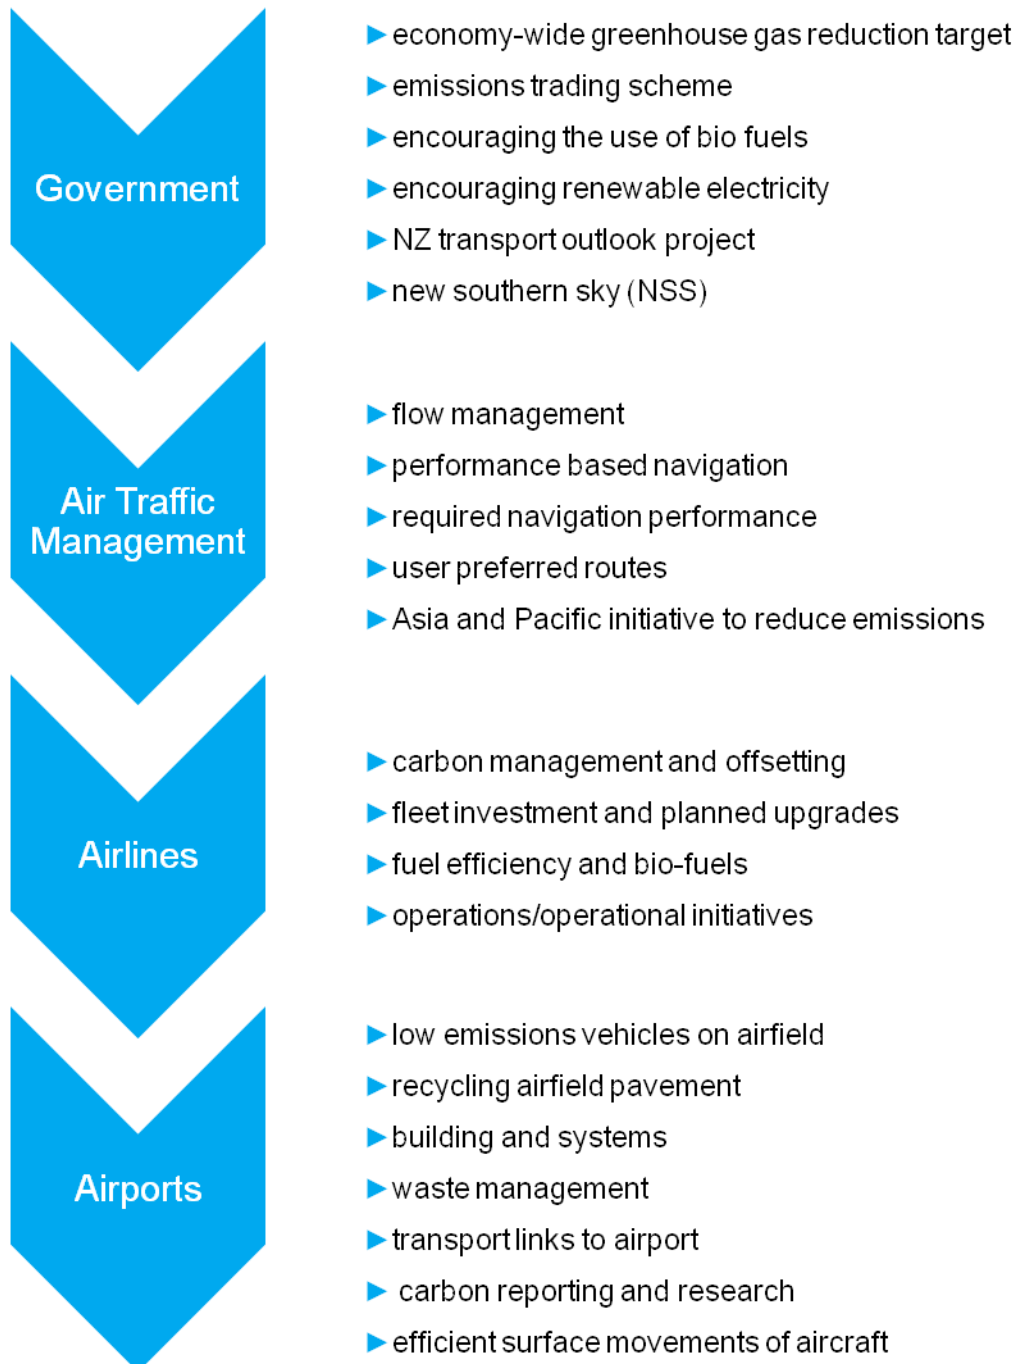 Government
economy-wide greenhouse gas reduction target
emissions trading scheme
encouraging the use of bio fuels
encouraging renewable electricity
NZ transport outlook project
new southern sky (NSS)
Air Traffic
Management
flow management
performance based navigation
required navigation performance
user preferred routes
Asia and Pacific initiative to reduce emissions
Airlines
carbon management and offsetting
fleet investment and planned upgrades
fuel efficiency and bio-fuels
operations/operational initiatives
Airports
low emissions vehicles on airfield
recycling airfield pavement
building and systems
waste management
transport links to airport
carbon reporting and research
efficient surface movements of aircraft